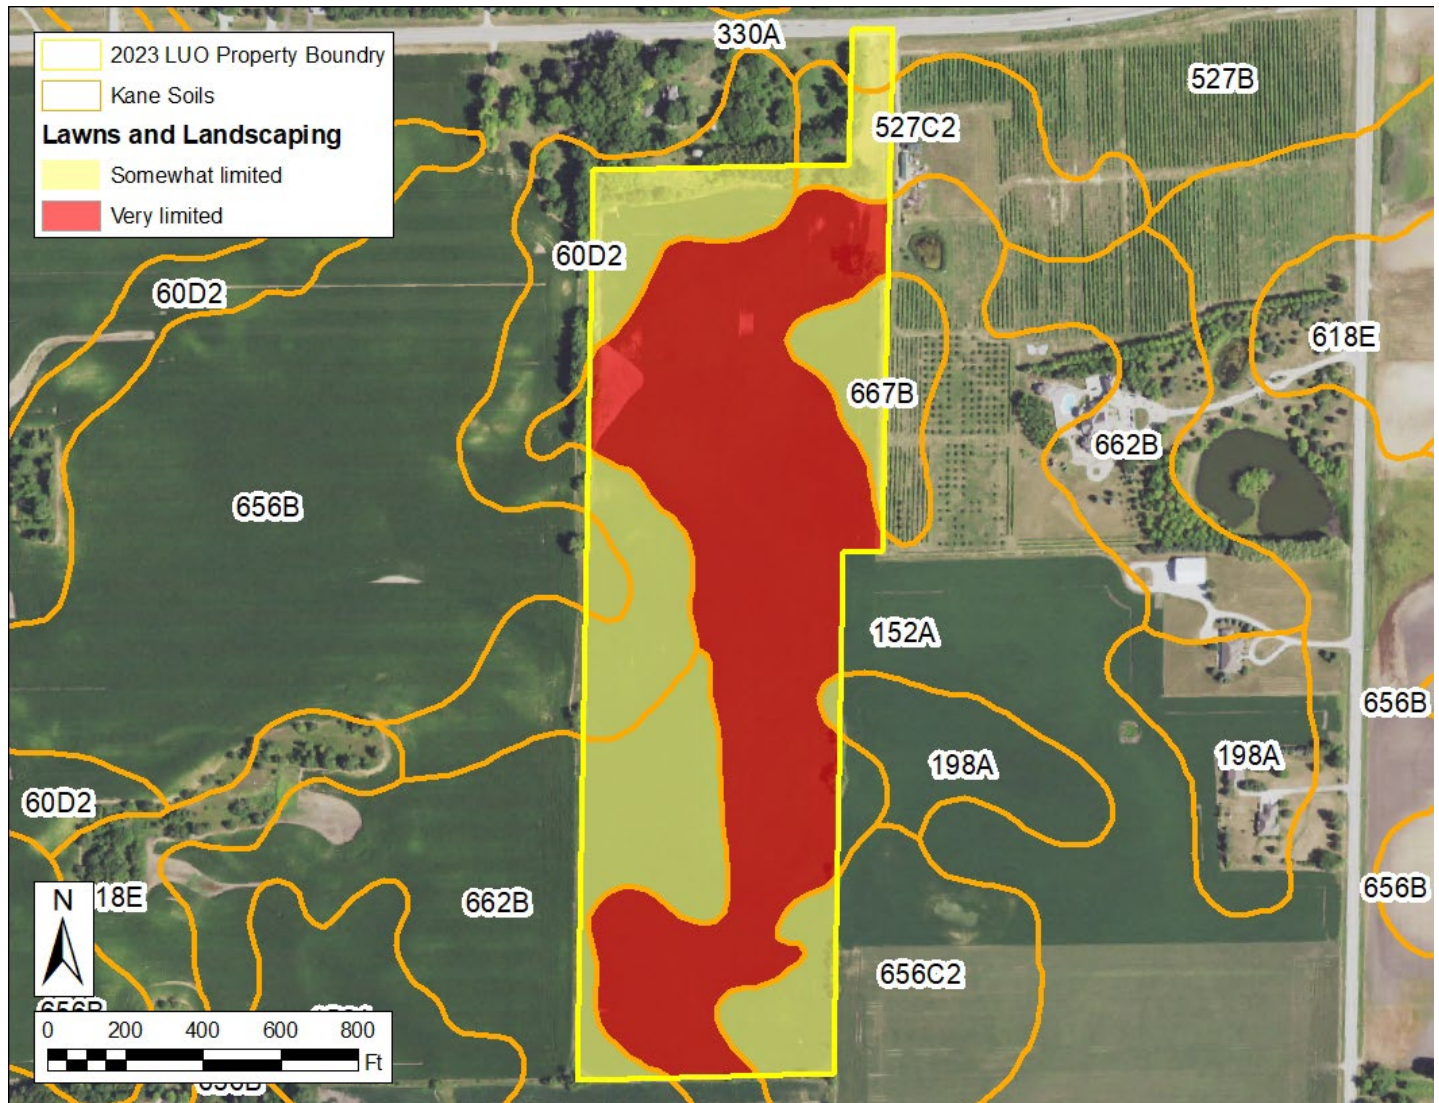 2023 LUO Property Boundry
Kane Soils
Lawns and Landscaping
Somewhat limited
Very limited
330A
527B
527C2
60D2
60D2
618E
667B
662B
656B
152A
656B
198A
198A
60D2
656B
18E
662B
656C2
N
0 200 400 600 800
Ft